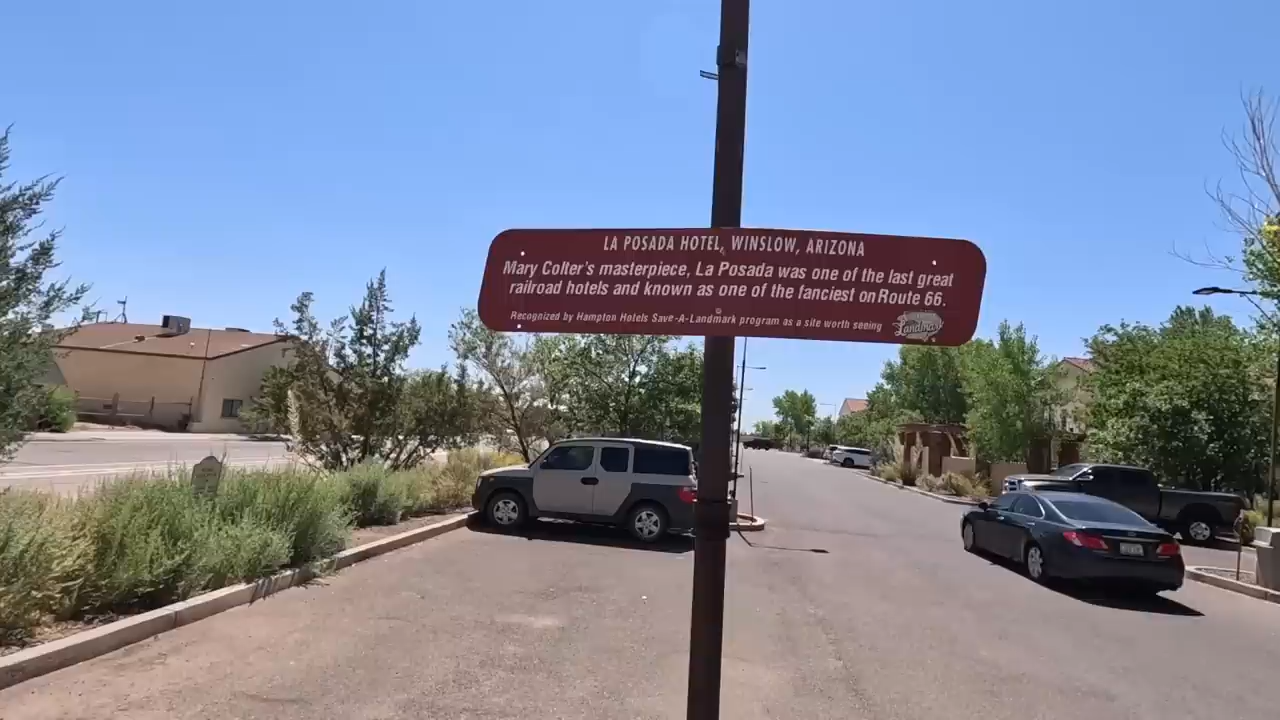 LA POSADA HOTEL, WINSLOW, ARIZONA
Mary Colter's masterpiece, La Posada was one of the last great
railroad hotels and known as one of the fanciest on Route 66.
Recognized by Hampton Hotels Save-A-Landmark program as a site worth seeing
Landmark